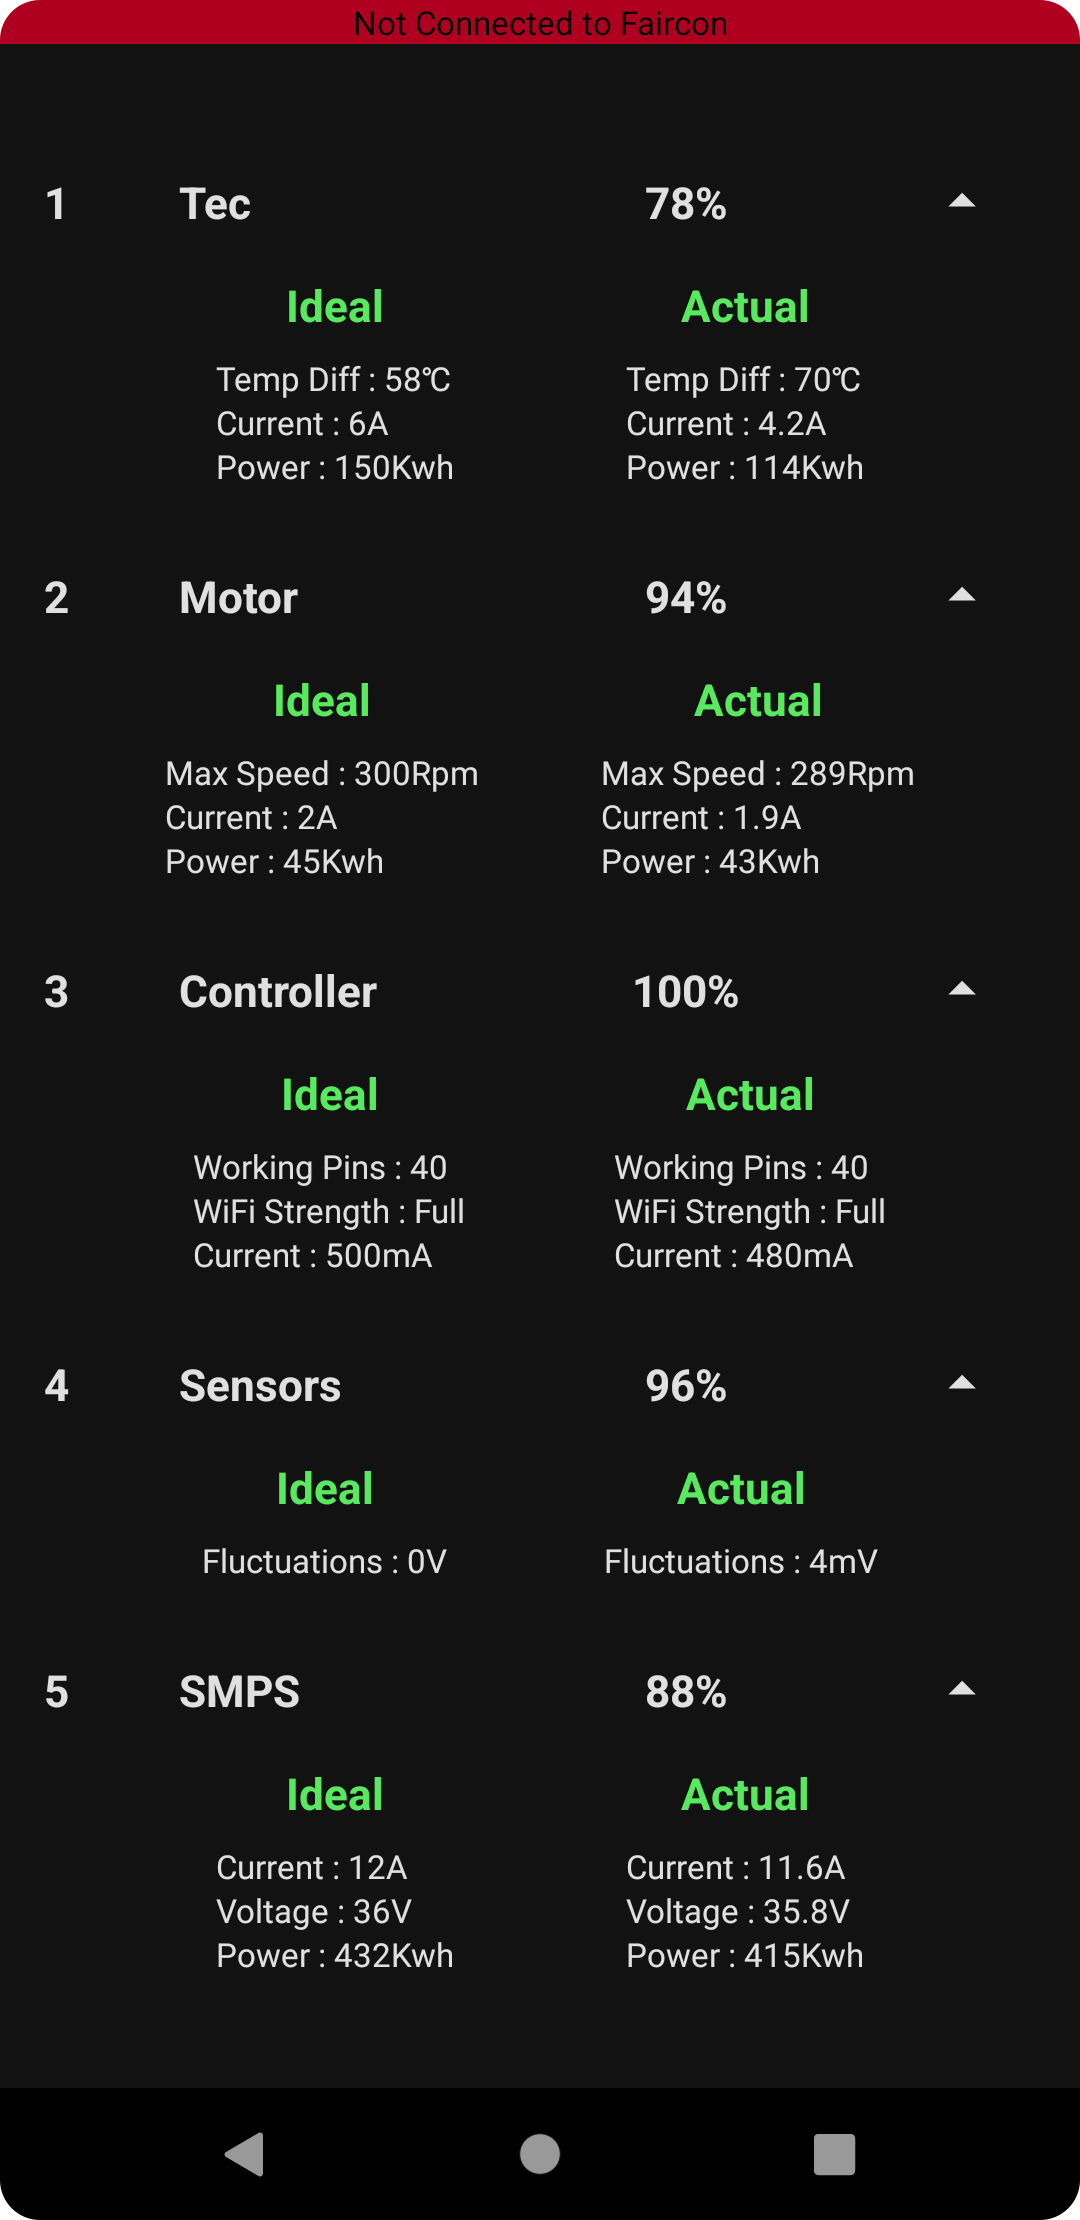 Not Connected to Faircon
1 Tec 78%
Ideal Actual
Temp Diff : 58℃ Temp Diff : 70℃
Current : 6A Current : 4.2A
Power : 150Kwh Power : 114Kwh
2 Motor 94%
Ideal Actual
Max Speed : 300Rpm Max Speed : 289Rpm
Current : 2A Current : 1.9A
Power : 45Kwh Power : 43Kwh
3 Controller 100%
Ideal Actual
Working Pins : 40 Working Pins : 40
WiFi Strength : Full WiFi Strength : Full
Current : 500mA Current : 480mA
4 Sensors 96%
Ideal Actual
Fluctuations : 0V Fluctuations : 4mV
5 SMPS 88%
Ideal Actual
Current : 12A Current : 11.6A
Voltage : 36V Voltage : 35.8V
Power : 432Kwh Power : 415Kwh